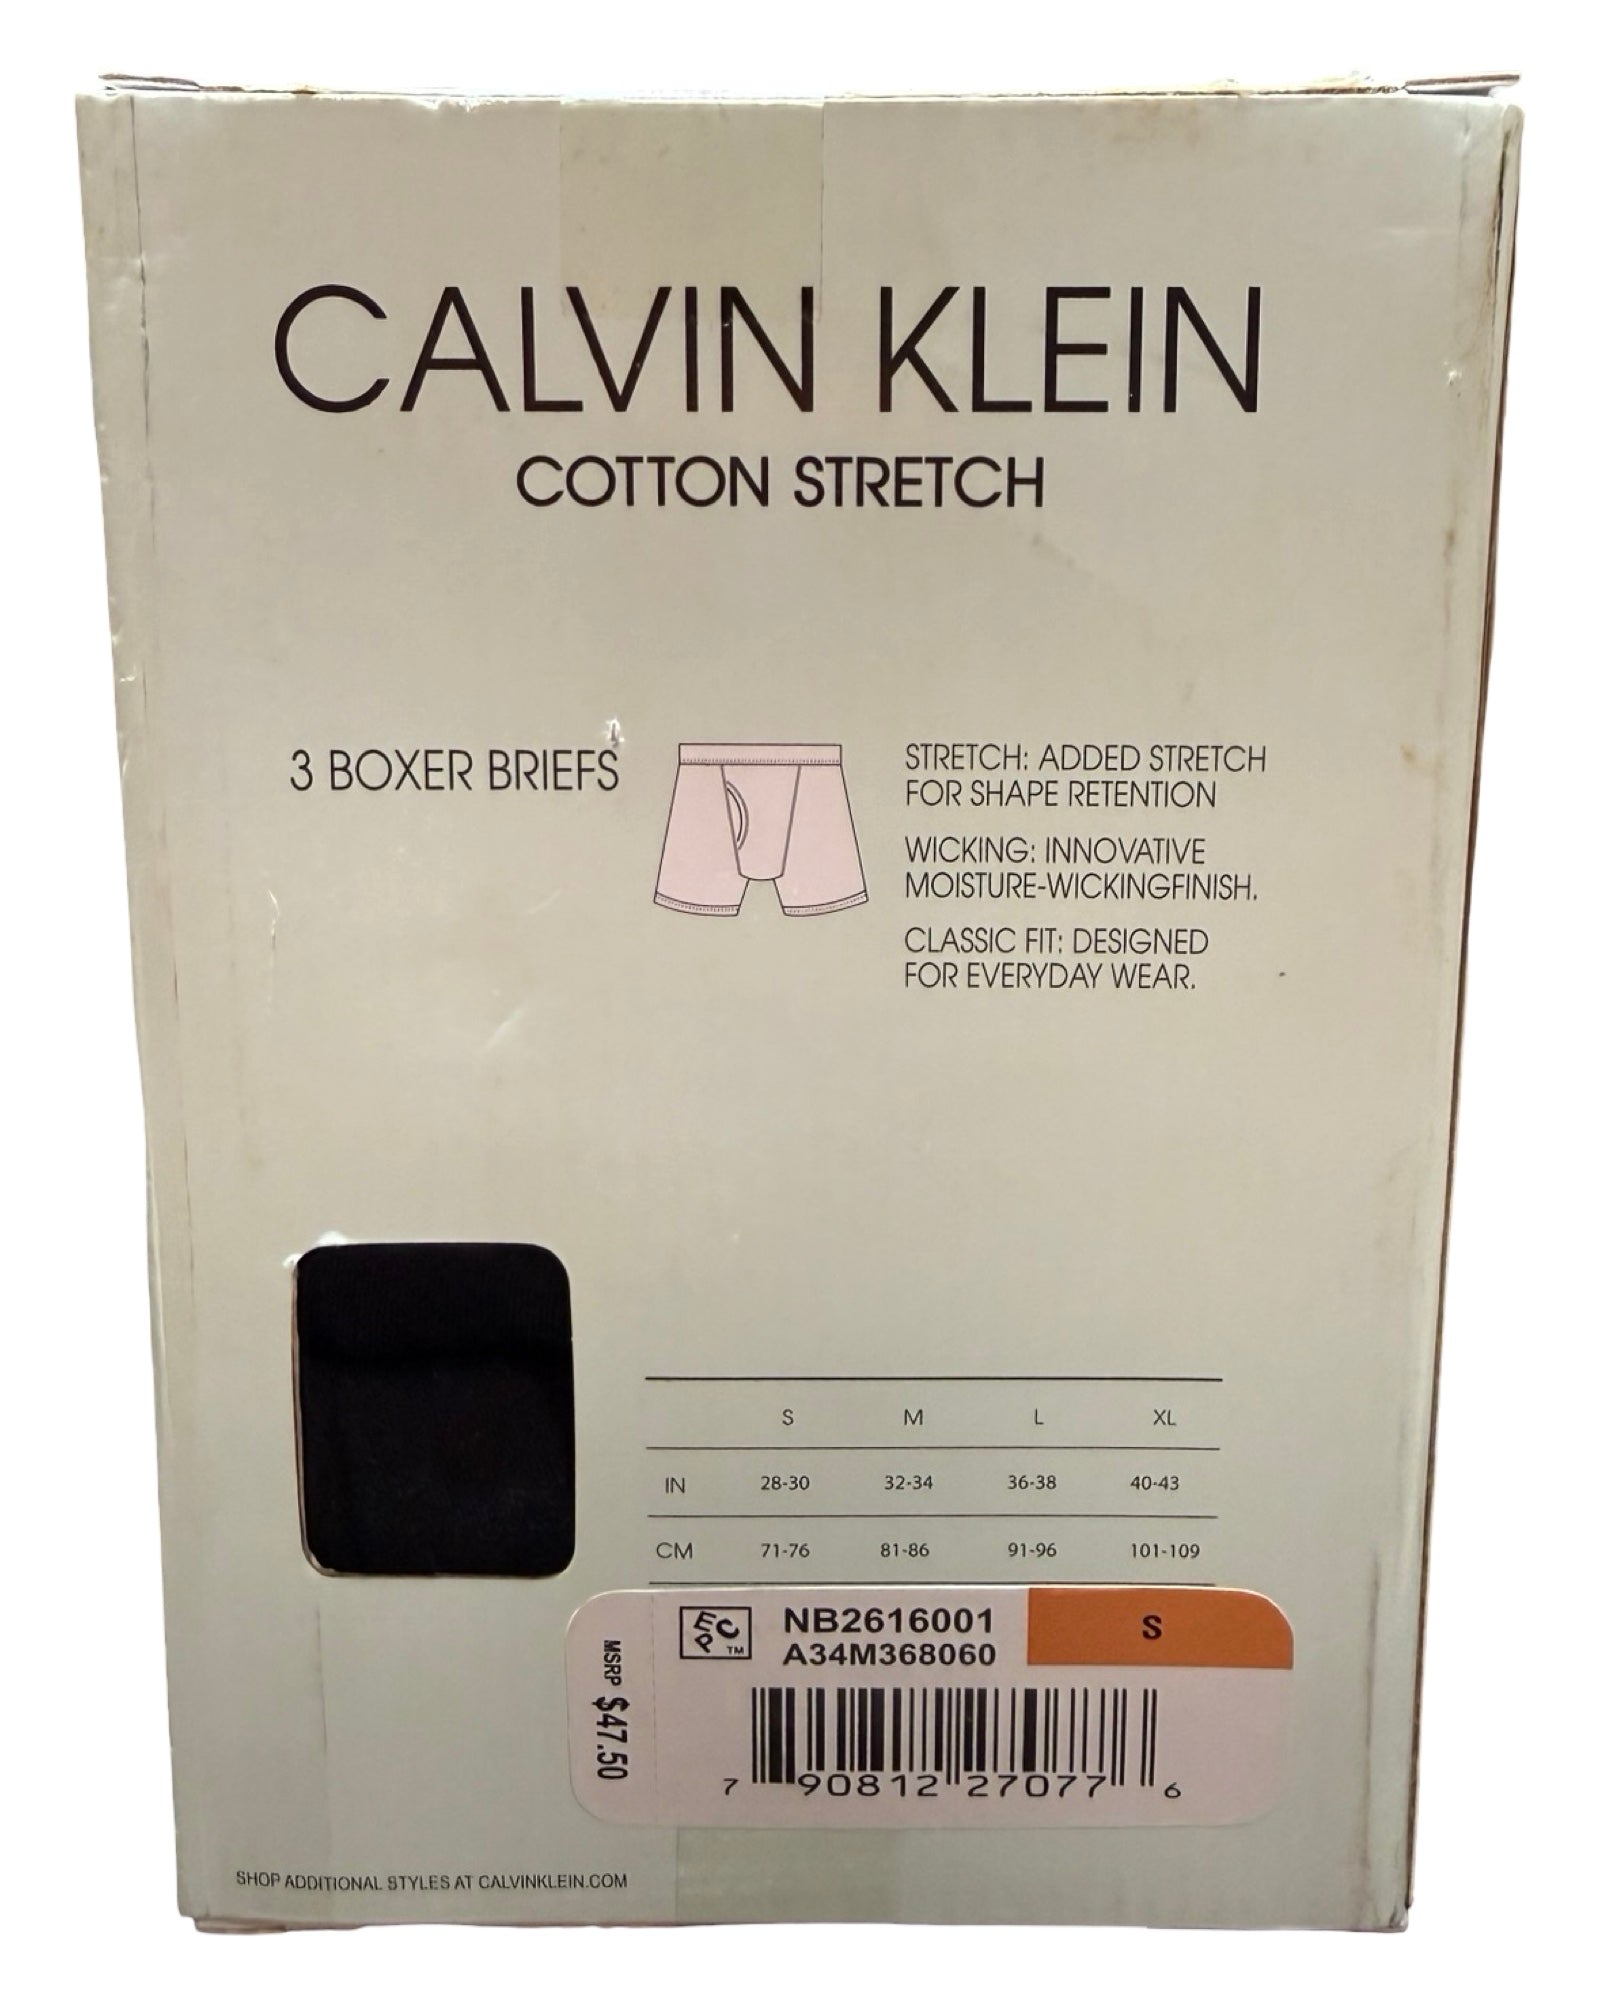 CALVIN KLEIN
COTTON STRETCH
3 BOXER BRIEFS
STRETCH: ADDED STRETCH
FOR SHAPE RETENTION
WICKING: INNOVATIVE
MOISTURE-WICKINGFINISH.
CLASSIC FIT: DESIGNED
FOR EVERYDAY WEAR.
S M L XL
IN 28-30 32-34 36-38 40-43
CM 71-76 81-86 91-96 101-109
MSRP $47.50
ECP™
NB2616001
A34M368060
S
7 90812 27077 6
SHOP ADDITIONAL STYLES AT CALVINKLEIN.COM